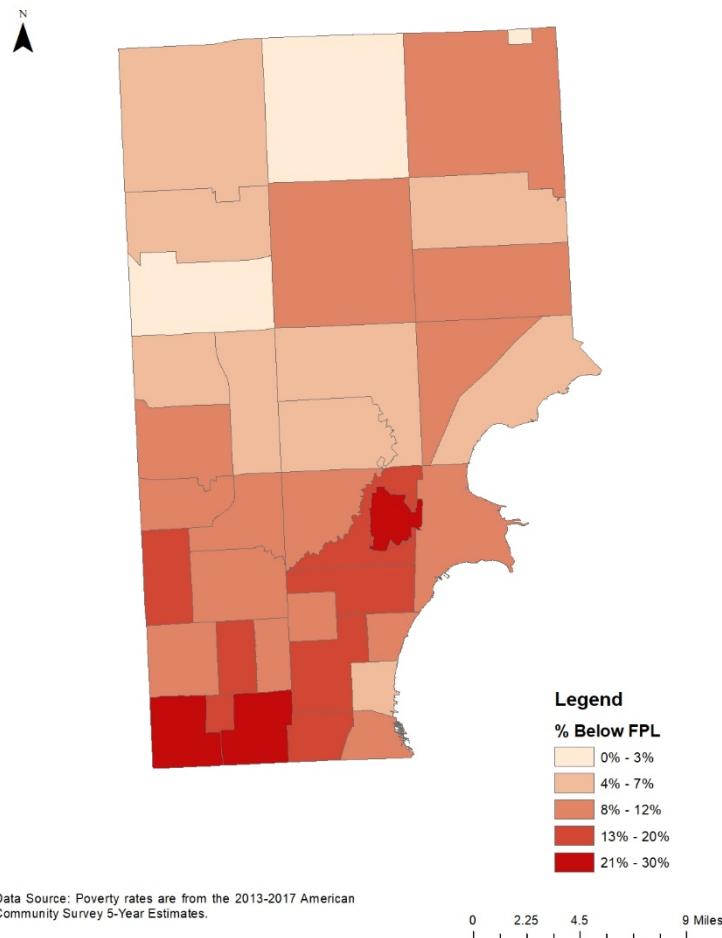 N
Legend
% Below FPL
0% - 3%
4% - 7%
8% - 12%
13% - 20%
21% - 30%
Data Source: Poverty rates are from the 2013-2017 American
Community Survey 5-Year Estimates.
0 2.25 4.5 9 Miles